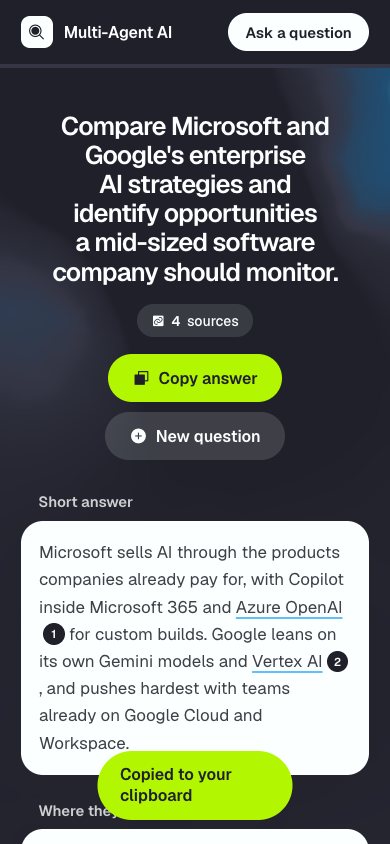 Multi-Agent AI
Ask a question
Compare Microsoft and
Google's enterprise
AI strategies and
identify opportunities
a mid-sized software
company should monitor.
4 sources
Copy answer
New question
Short answer
Microsoft sells AI through the products
companies already pay for, with Copilot
inside Microsoft 365 and Azure OpenAI
1 for custom builds. Google leans on
its own Gemini models and Vertex AI 2
, and pushes hardest with teams
already on Google Cloud and
Workspace.
Copied to your
clipboard
Where they